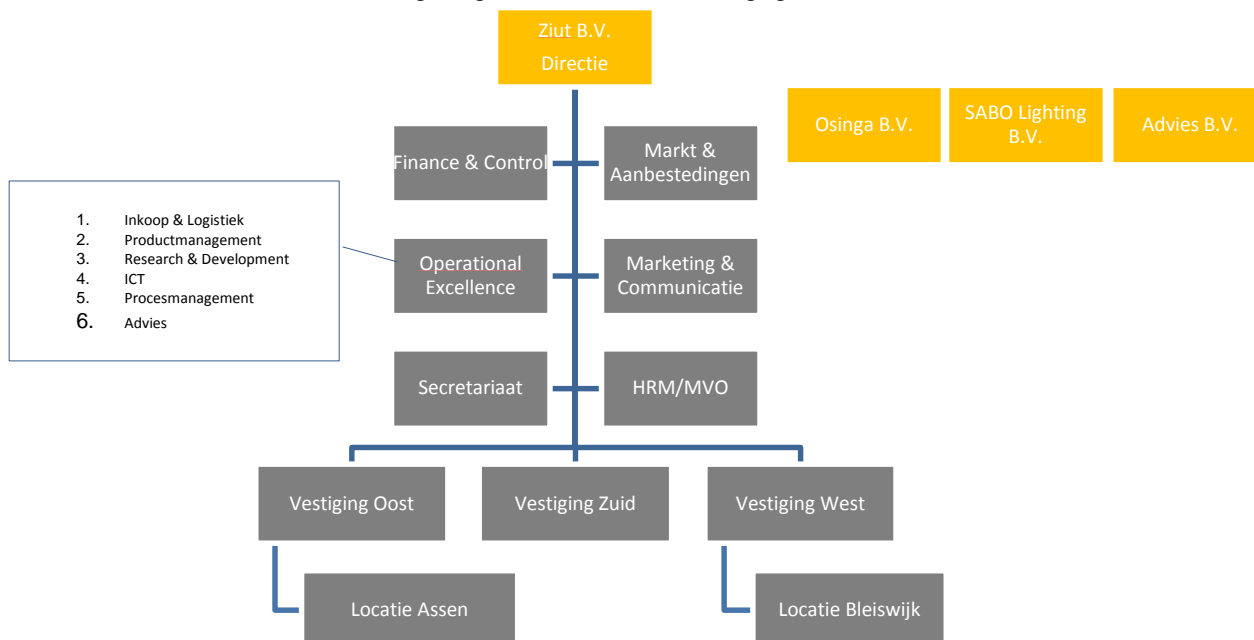 Ziut B.V.
Directie
Osinga B.V.
SABO Lighting
B.V.
Advies B.V.
Finance & Control
Markt &
Aanbestedingen
1. Inkoop & Logistiek
2. Productmanagement
3. Research & Development
4. ICT
5. Procesmanagement
6. Advies
Operational
Excellence
Marketing &
Communicatie
Secretariaat
HRM/MVO
Vestiging Oost
Vestiging Zuid
Vestiging West
Locatie Assen
Locatie Bleiswijk